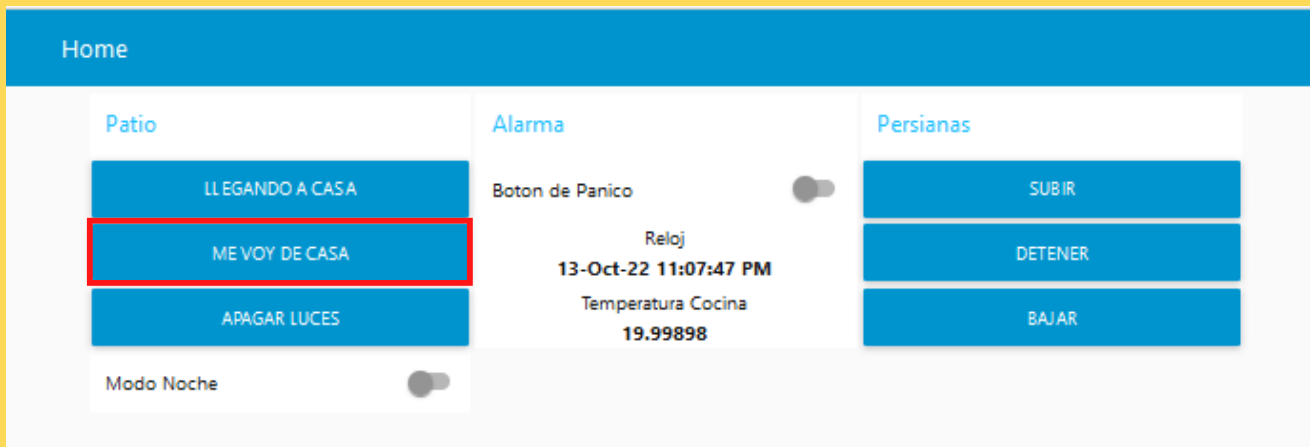 Home
Patio
LLEGANDO A CASA
ME VOY DE CASA
APAGAR LUCES
Modo Noche
Alarma
Boton de Panico
Reloj
13-Oct-22 11:07:47 PM
Temperatura Cocina
19.99898
Persianas
SUBIR
DETENER
BAJAR